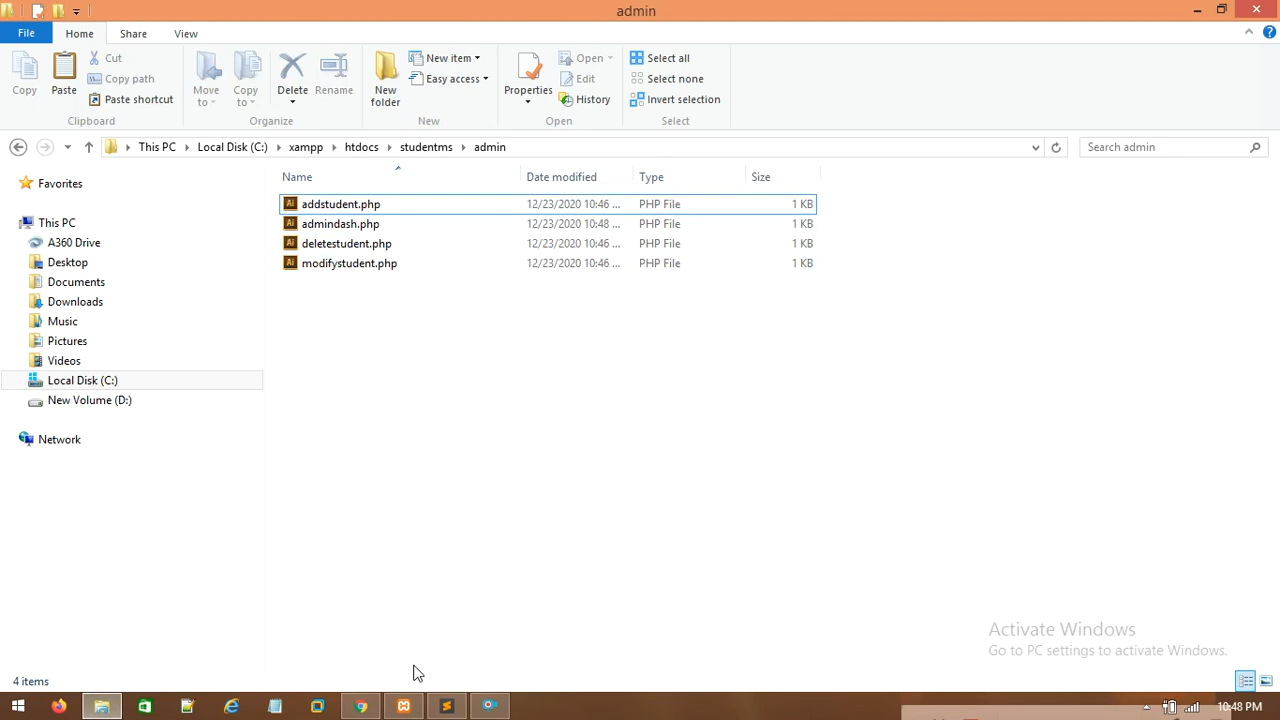 admin
File
Home
Share
View
Copy
Paste
Cut
Copy path
Paste shortcut
Clipboard
Move to
Copy to
Delete
Rename
Organize
New folder
New item
Easy access
New
Properties
Open
Edit
History
Open
Select all
Select none
Invert selection
Select
This PC
Local Disk (C:)
xampp
htdocs
studentms
admin
Search admin
Name
Date modified
Type
Size
addstudent.php 12/23/2020 10:46 ... PHP File 1 KB
admindash.php 12/23/2020 10:48 ... PHP File 1 KB
deletestudent.php 12/23/2020 10:46 ... PHP File 1 KB
modifystudent.php 12/23/2020 10:46 ... PHP File 1 KB
Favorites
This PC
A360 Drive
Desktop
Documents
Downloads
Music
Pictures
Videos
Local Disk (C:)
New Volume (D:)
Network
Activate Windows
Go to PC settings to activate Windows.
4 items
10:48 PM